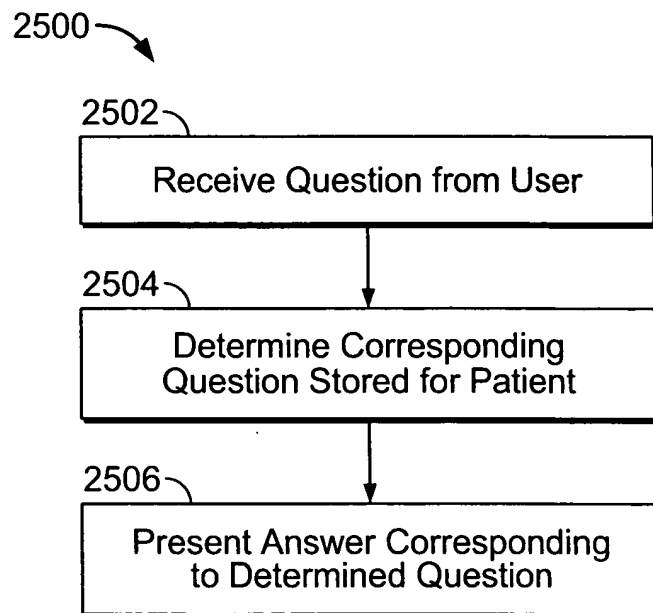 2500
2502
Receive Question from User
2504
Determine Corresponding
Question Stored for Patient
2506
Present Answer Corresponding
to Determined Question